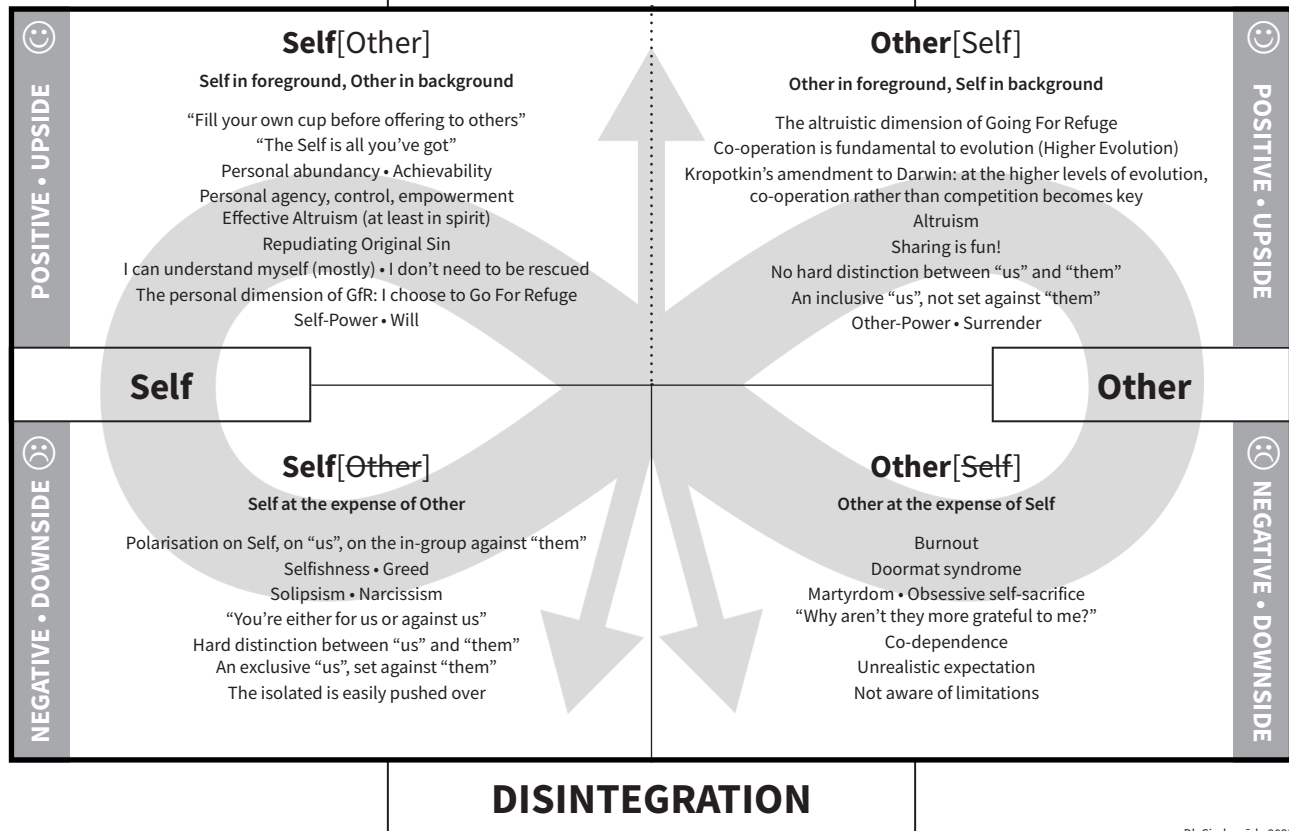 POSITIVE • UPSIDE
Self[Other]
Self in foreground, Other in background
“Fill your own cup before offering to others”
“The Self is all you’ve got”
Personal abundance • Achievability
Personal agency, control, empowerment
Effective Altruism (at least in spirit)
Repudiating Original Sin
I can understand myself (mostly) • I don’t need to be rescued
The personal dimension of GfR: I choose to Go For Refuge
Self-Power • Will
Other[Self]
Other in foreground, Self in background
The altruistic dimension of Going For Refuge
Co-operation is fundamental to evolution (Higher Evolution)
Kropotkin’s amendment to Darwin: at the higher levels of evolution,
co-operation rather than competition becomes key
Altruism
Sharing is fun!
No hard distinction between “us” and “them”
An inclusive “us”, not set against “them”
Other-Power • Surrender
POSITIVE • UPSIDE
Self
Other
NEGATIVE • DOWNSIDE
Self[Other]
Self at the expense of Other
Polarisation on Self, on “us”, on the in-group against “them”
Selfishness • Greed
Solipsism • Narcissism
“You’re either for us or against us”
Hard distinction between “us” and “them”
An exclusive “us”, set against “them”
The isolated is easily pushed over
Other[Self]
Other at the expense of Self
Burnout
Doormat syndrome
Martyrdom • Obsessive self-sacrifice
“Why aren’t they more grateful to me?”
Co-dependence
Unrealistic expectation
Not aware of limitations
NEGATIVE • DOWNSIDE
DISINTEGRATION